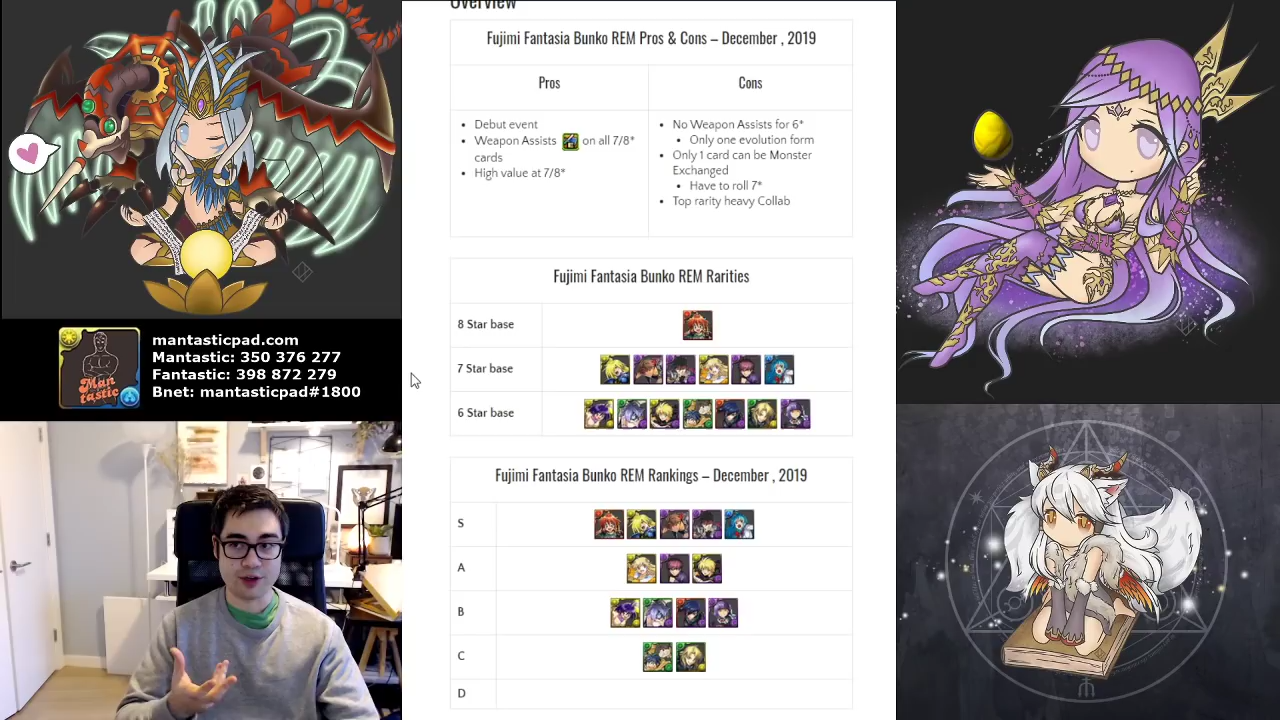 Overview
Fujimi Fantasia Bunko REM Pros & Cons – December , 2019
Pros
Cons
Debut event
Weapon Assists on all 7/8*
cards
High value at 7/8*
No Weapon Assists for 6*
Only one evolution form
Only 1 card can be Monster
Exchanged
Have to roll 7*
Top rarity heavy Collab
Fujimi Fantasia Bunko REM Rarities
8 Star base
7 Star base
6 Star base
Fujimi Fantasia Bunko REM Rankings – December , 2019
S
A
B
C
D
Man
tastic
mantasticpad.com
Mantastic: 350 376 277
Fantastic: 398 872 279
Bnet: mantasticpad#1800